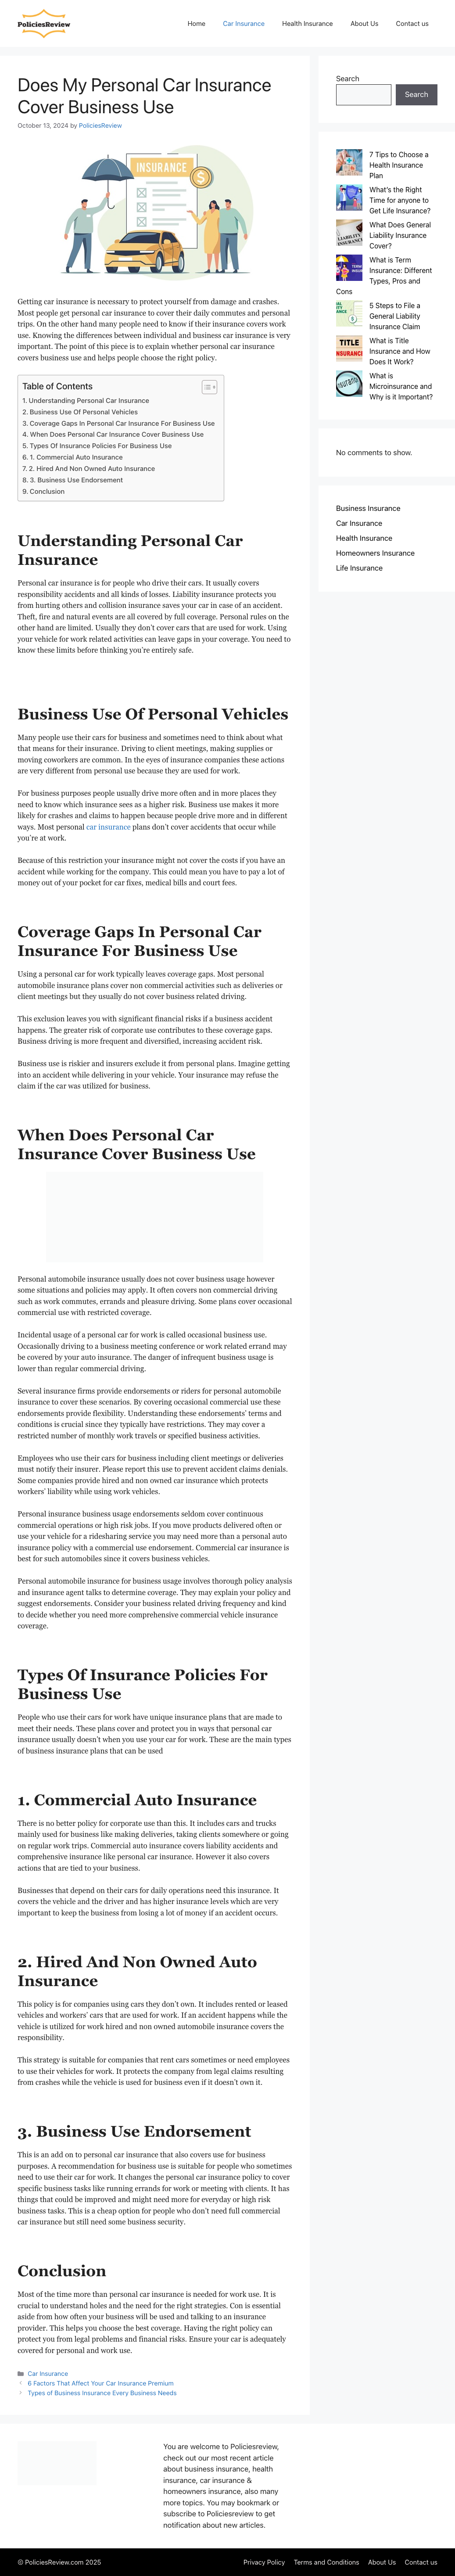 PoliciesReview
Home
Car Insurance
Health Insurance
About Us
Contact us
Does My Personal Car Insurance
Cover Business Use
October 13, 2024 by PoliciesReview
INSURANCE
Getting car insurance is necessary to protect yourself from damage and crashes.
Most people get personal car insurance to cover their daily commutes and personal
trips. On the other hand many people need to know if their insurance covers work
use. Knowing the differences between individual and business car insurance is very
important. The point of this piece is to explain whether personal car insurance
covers business use and helps people choose the right policy.
Table of Contents
1. Understanding Personal Car Insurance
2. Business Use Of Personal Vehicles
3. Coverage Gaps In Personal Car Insurance For Business Use
4. When Does Personal Car Insurance Cover Business Use
5. Types Of Insurance Policies For Business Use
6. 1. Commercial Auto Insurance
7. 2. Hired And Non Owned Auto Insurance
8. 3. Business Use Endorsement
9. Conclusion
Understanding Personal Car
Insurance
Personal car insurance is for people who drive their cars. It usually covers
responsibility accidents and all kinds of losses. Liability insurance protects you
from hurting others and collision insurance saves your car in case of an accident.
Theft, fire and natural events are all covered by full coverage. Personal rules on the
other hand are limited. Usually they don't cover cars that are used for work. Using
your vehicle for work related activities can leave gaps in your coverage. You need to
know these limits before thinking you're entirely safe.
Business Use Of Personal Vehicles
Many people use their cars for business and sometimes need to think about what
that means for their insurance. Driving to client meetings, making supplies or
moving coworkers are common. In the eyes of insurance companies these actions
are very different from personal use because they are used for work.
For business purposes people usually drive more often and in more places they
need to know which insurance sees as a higher risk. Business use makes it more
likely for crashes and claims to happen because people drive more and in different
ways. Most personal car insurance plans don't cover accidents that occur while
you're at work.
Because of this restriction your insurance might not cover the costs if you have an
accident while working for the company. This could mean you have to pay a lot of
money out of your pocket for car fixes, medical bills and court fees.
Coverage Gaps In Personal Car
Insurance For Business Use
Using a personal car for work typically leaves coverage gaps. Most personal
automobile insurance plans cover non commercial activities such as deliveries or
client meetings but they usually do not cover business related driving.
This exclusion leaves you with significant financial risks if a business accident
happens. The greater risk of corporate use contributes to these coverage gaps.
Business driving is more frequent and diversified, increasing accident risk.
Business use is riskier and insurers exclude it from personal plans. Imagine getting
into an accident while delivering in your vehicle. Your insurance may refuse the
claim if the car was utilized for business.
When Does Personal Car
Insurance Cover Business Use
Personal automobile insurance usually does not cover business usage however
some situations and policies may apply. It often covers non commercial driving
such as work commutes, errands and pleasure driving. Some plans cover occasional
commercial use with restricted coverage.
Incidental usage of a personal car for work is called occasional business use.
Occasionally driving to a business meeting conference or work related errand may
be covered by your auto insurance. The danger of infrequent business usage is
lower than regular commercial driving.
Several insurance firms provide endorsements or riders for personal automobile
insurance to cover these scenarios. By covering occasional commercial use these
endorsements provide flexibility. Understanding these endorsements' terms and
conditions is crucial since they typically have restrictions. They may cover a
restricted number of monthly work travels or specified business activities.
Employees who use their cars for business including client meetings or deliveries
must notify their insurer. Please report this use to prevent accident claims denials.
Some companies provide hired and non owned car insurance which protects
workers' liability while using work vehicles.
Personal insurance business usage endorsements seldom cover continuous
commercial operations or high risk jobs. If you move products delivered often or
use your vehicle for a ridesharing service you may need more than a personal auto
insurance policy with a commercial use endorsement. Commercial car insurance is
best for such automobiles since it covers business vehicles.
Personal automobile insurance for business usage involves thorough policy analysis
and insurance agent talks to determine coverage. They may explain your policy and
suggest endorsements. Consider your business related driving frequency and kind
to decide whether you need more comprehensive commercial vehicle insurance
coverage.
Types Of Insurance Policies For
Business Use
People who use their cars for work have unique insurance plans that are made to
meet their needs. These plans cover and protect you in ways that personal car
insurance usually doesn't when you use your car for work. These are the main types
of business insurance plans that can be used
1. Commercial Auto Insurance
There is no better policy for corporate use than this. It includes cars and trucks
mainly used for business like making deliveries, taking clients somewhere or going
on regular work trips. Commercial auto insurance covers liability accidents and
comprehensive insurance like personal car insurance. However it also covers
actions that are tied to your business.
Businesses that depend on their cars for daily operations need this insurance. It
covers the vehicle and the driver and has higher insurance levels which are very
important to keep the business from losing a lot of money if an accident occurs.
2. Hired And Non Owned Auto
Insurance
This policy is for companies using cars they don't own. It includes rented or leased
vehicles and workers' cars that are used for work. If an accident happens while the
vehicle is utilized for work hired and non owned automobile insurance covers the
responsibility.
This strategy is suitable for companies that rent cars sometimes or need employees
to use their vehicles for work. It protects the company from legal claims resulting
from crashes while the vehicle is used for business even if it doesn't own it.
3. Business Use Endorsement
This is an add on to personal car insurance that also covers use for business
purposes. A recommendation for business use is suitable for people who sometimes
need to use their car for work. It changes the personal car insurance policy to cover
specific business tasks like running errands for work or meeting with clients. It has
things that could be improved and might need more for everyday or high risk
business tasks. This is a cheap option for people who don't need full commercial
car insurance but still need some business security.
Conclusion
Most of the time more than personal car insurance is needed for work use. It is
crucial to understand holes and the need for the right strategies. Con is essential
aside from how often your business will be used and talking to an insurance
provider. This helps you choose the best coverage. Having the right policy can
protect you from legal problems and financial risks. Ensure your car is adequately
covered for personal and work use.
Car Insurance
6 Factors That Affect Your Car Insurance Premium
Types of Business Insurance Every Business Needs
Search
Search
7 Tips to Choose a
Health Insurance
Plan
What's the Right
Time for anyone to
Get Life Insurance?
What Does General
Liability Insurance
Cover?
What is Term
Insurance: Different
Types, Pros and
Cons
5 Steps to File a
General Liability
Insurance Claim
What is Title
Insurance and How
Does It Work?
What is
Microinsurance and
Why is it Important?
No comments to show.
Business Insurance
Car Insurance
Health Insurance
Homeowners Insurance
Life Insurance
You are welcome to Policiesreview,
check out our most recent article
about business insurance, health
insurance, car insurance &
homeowners insurance, also many
more topics. You may bookmark or
subscribe to Policiesreview to get
notification about new articles.
© PoliciesReview.com 2025
Privacy Policy
Terms and Conditions
About Us
Contact us